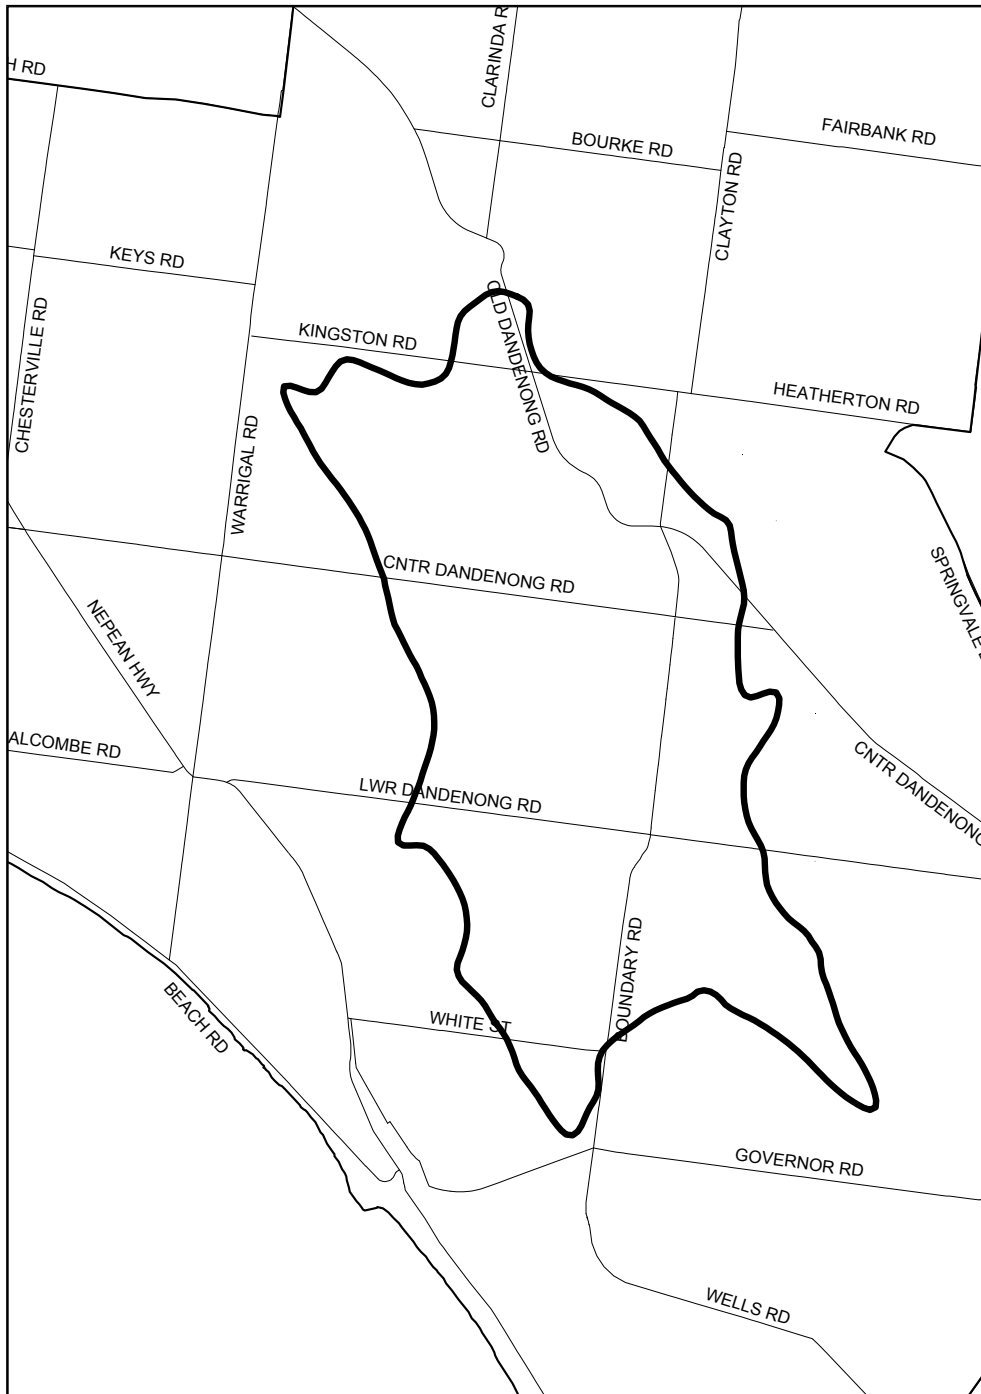 CLARINDA R
H RD
BOURKE RD
FAIRBANK RD
CLAYTON RD
KEYS RD
CHESTERVILLE RD
KINGSTON RD
OLD DANDENONG RD
HEATHERTON RD
WARRIGAL RD
CNTR DANDENONG RD
SPRINGVALE
NEPEAN HWY
ALCOMBE RD
LWR DANDENONG RD
CNTR DANDENONG
BOUNDARY RD
BEACH RD
WHITE ST
GOVERNOR RD
WELLS RD